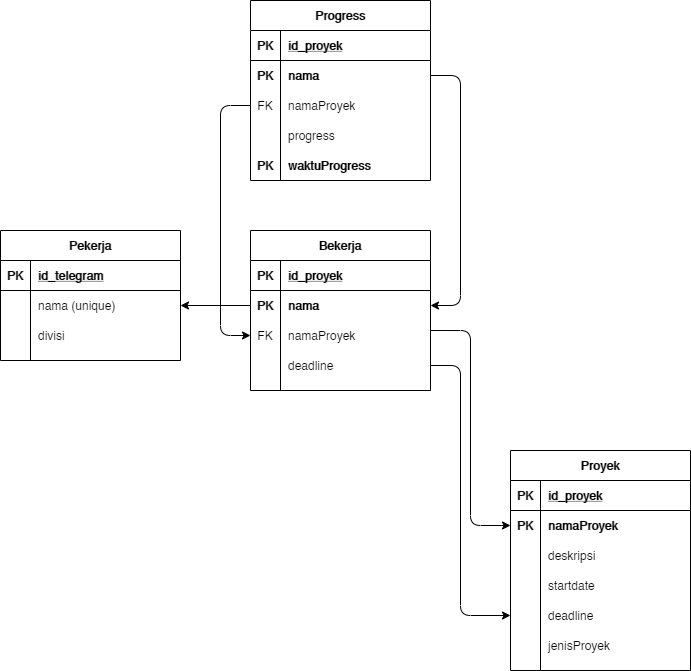 Progress
PK id_proyek
PK nama
FK namaProyek
progress
PK waktuProgress
Pekerja
PK id_telegram
nama (unique)
divisi
Bekerja
PK id_proyek
PK nama
FK namaProyek
deadline
Proyek
PK id_proyek
PK namaProyek
deskripsi
startdate
deadline
jenisProyek